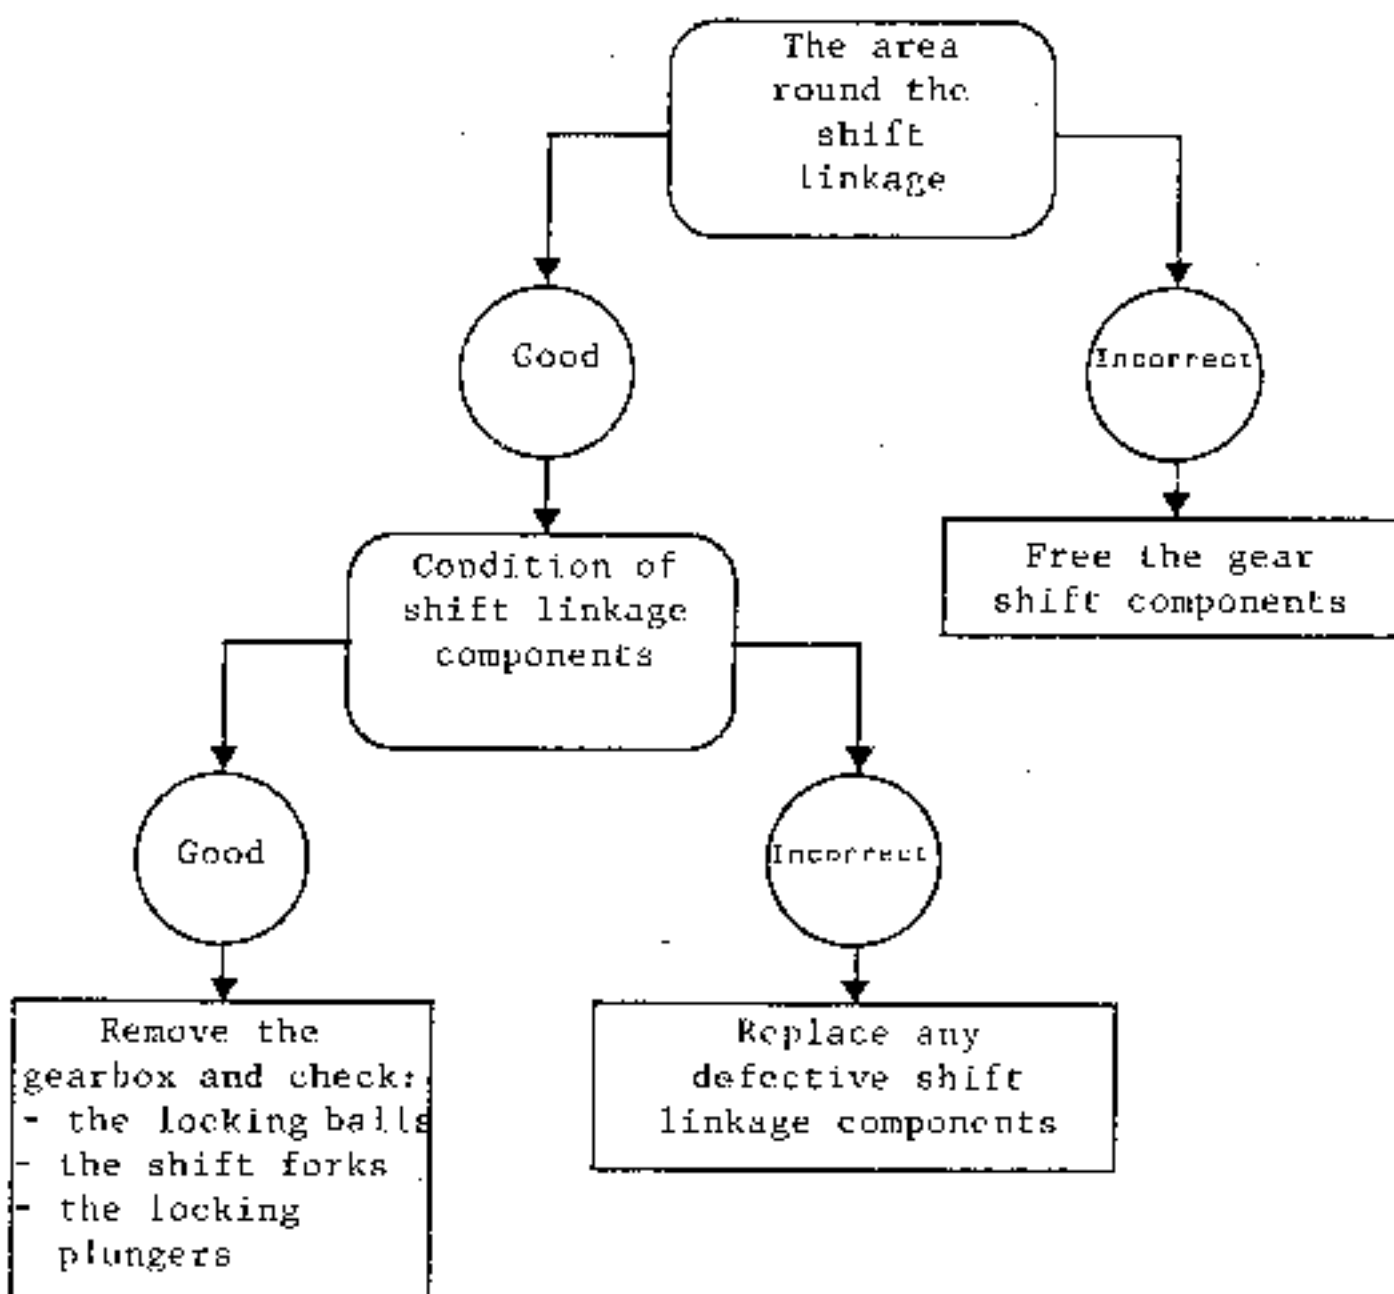 The area
round the
shift
linkage
Good
Incorrect
Condition of
shift linkage
components
Free the gear
shift components
Good
Incorrect
Remove the
gearbox and check:
- the locking balls
- the shift forks
- the locking
plungers
Replace any
defective shift
linkage components